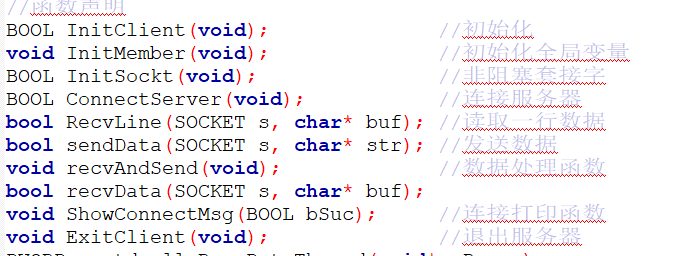 //函数声明
BOOL InitClient(void); //初始化
void InitMember(void); //初始化全局变量
BOOL InitSockt(void); //非阻塞套接字
BOOL ConnectServer(void); //连接服务器
bool RecvLine(SOCKET s, char* buf); //读取一行数据
bool sendData(SOCKET s, char* str); //发送数据
void recvAndSend(void); //数据处理函数
bool recvData(SOCKET s, char* buf);
void ShowConnectMsg(BOOL bSuc); //连接打印函数
void ExitClient(void); //退出服务器